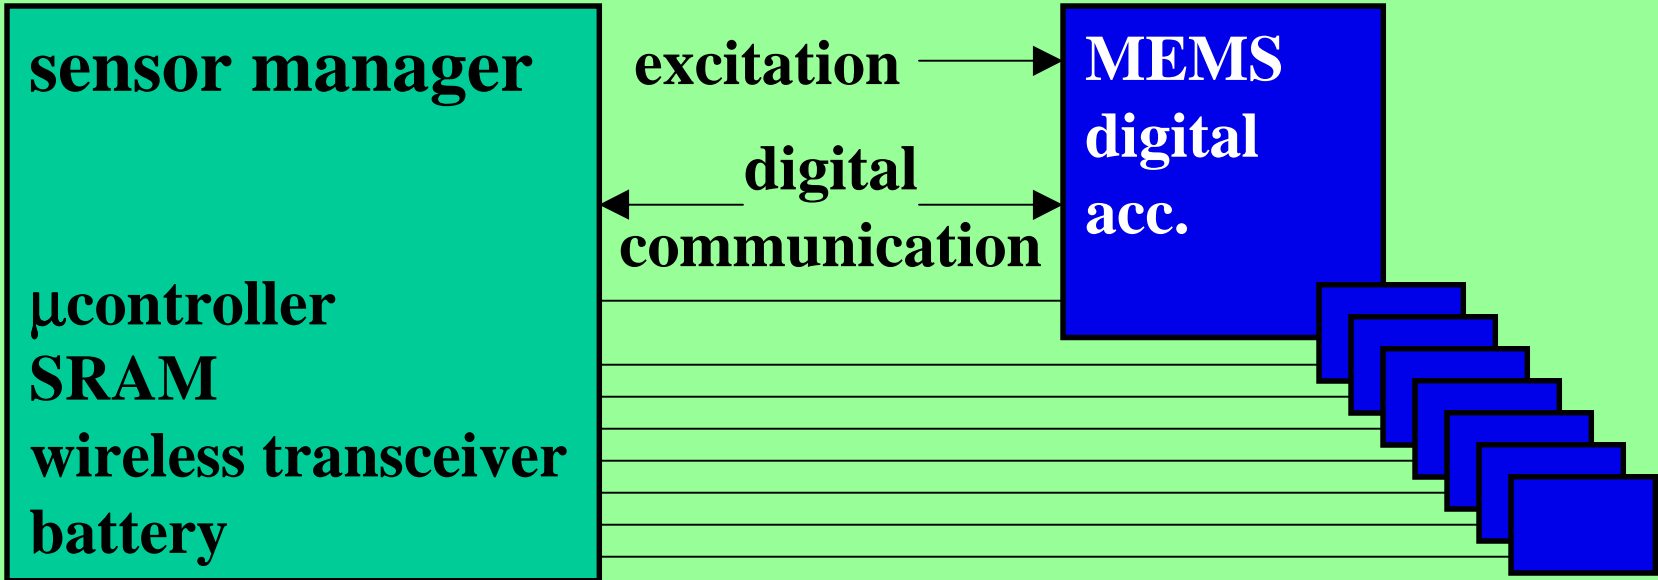 sensor manager
μcontroller
SRAM
wireless transceiver
battery
excitation
digital
communication
MEMS
digital
acc.